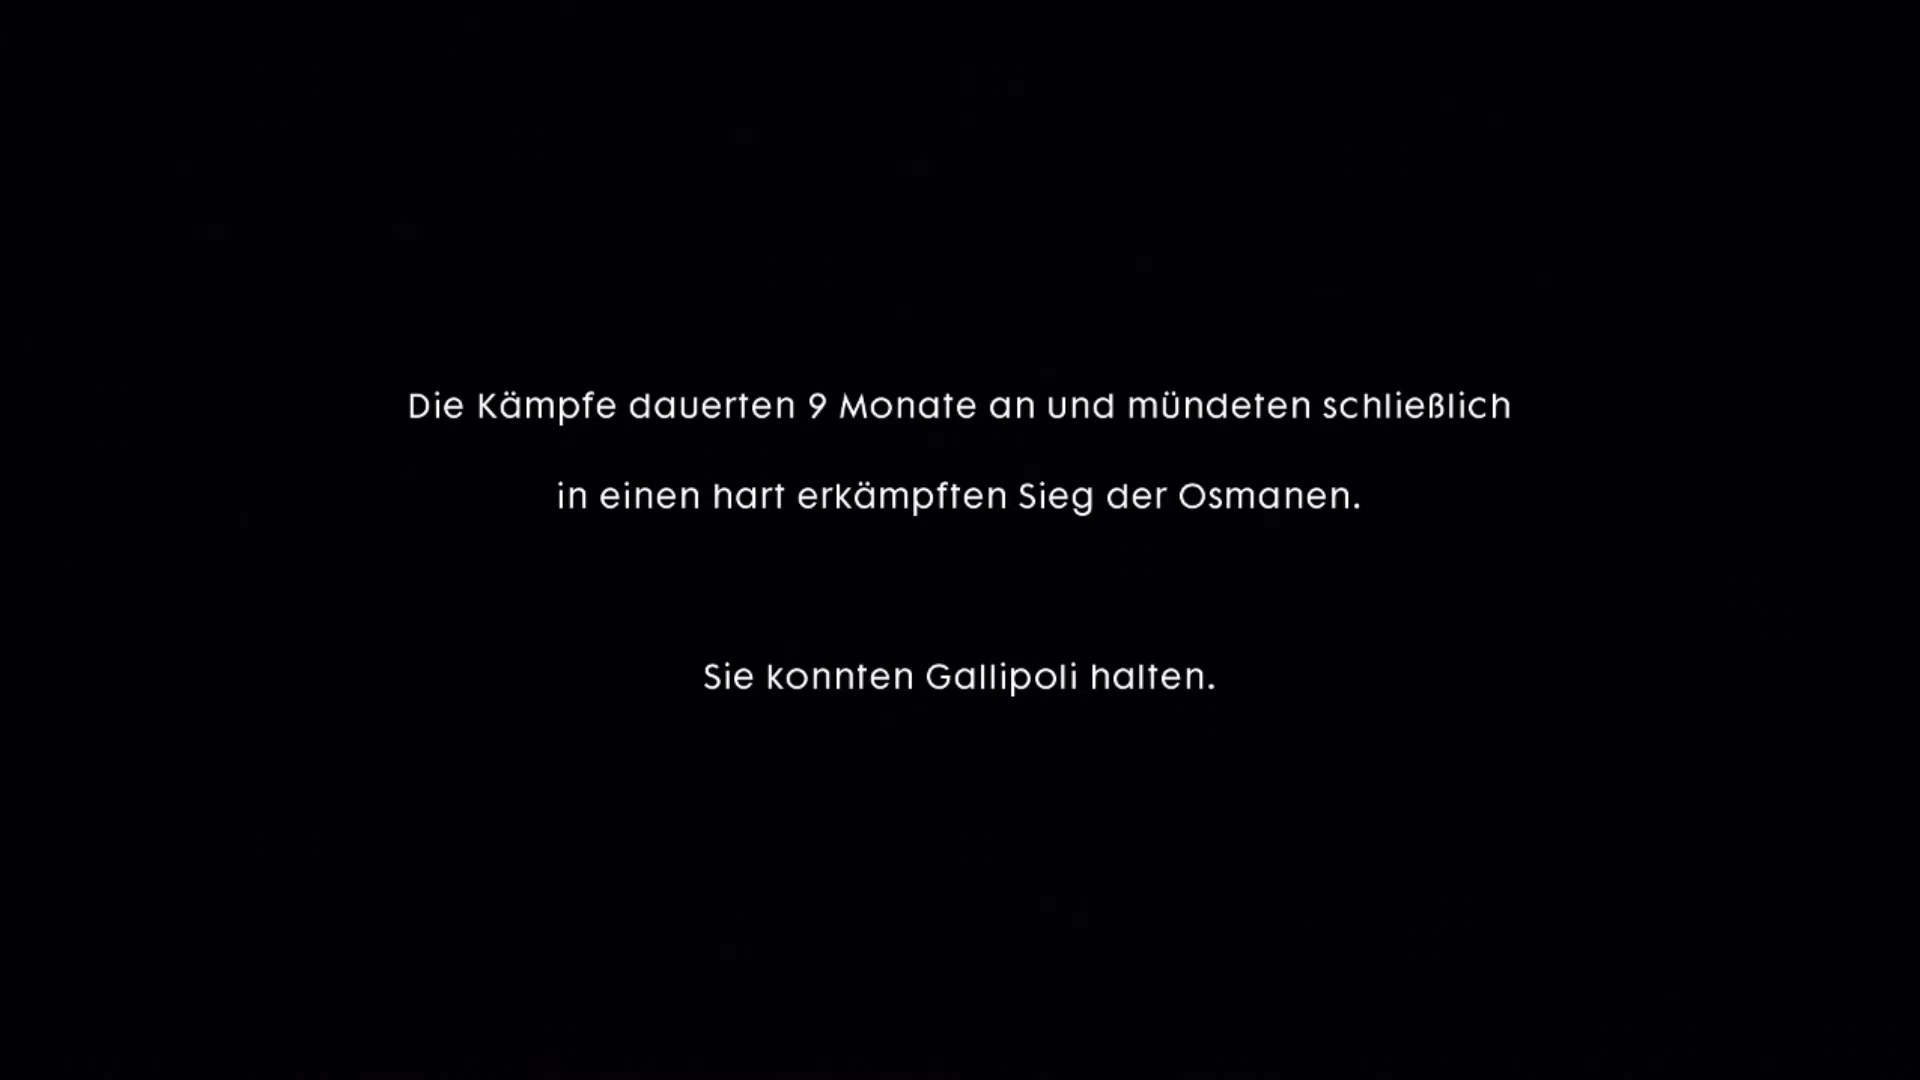 Die Kämpfe dauerten 9 Monate an und mündeten schließlich
in einen hart erkämpften Sieg der Osmanen.
Sie konnten Gallipoli halten.